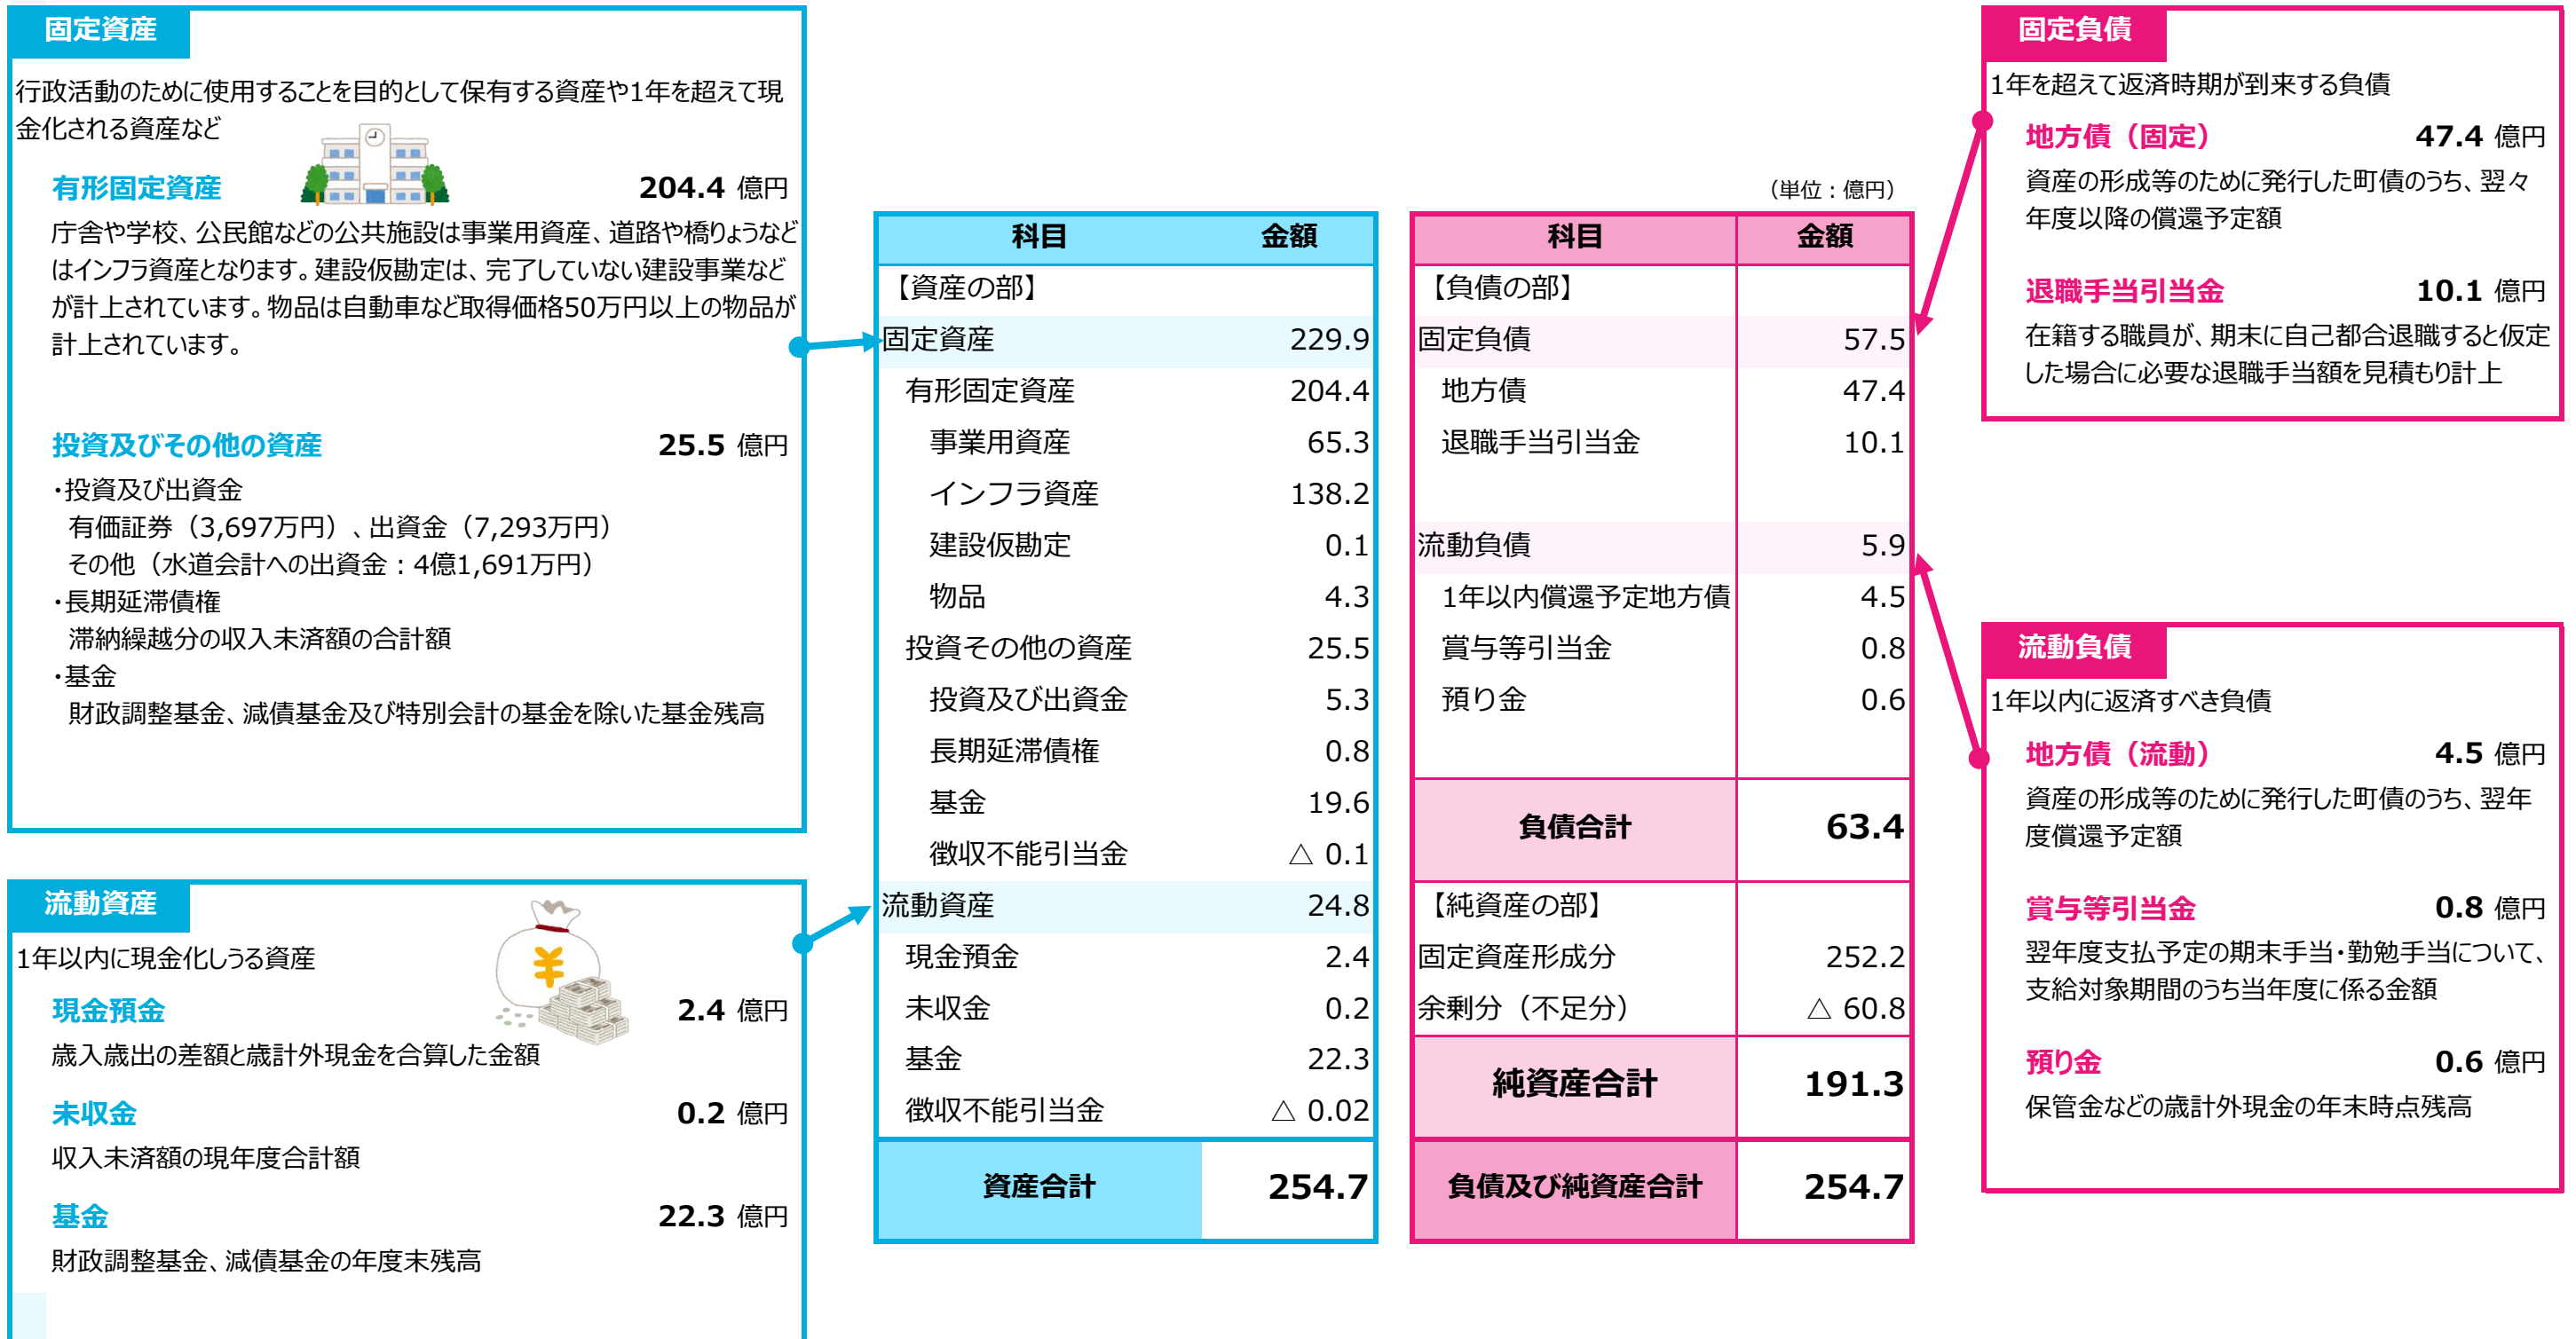 固定資産
行政活動のために使用することを目的として保有する資産や1年を超えて現
金化される資産など
有形固定資産 204.4 億円
庁舎や学校、公民館などの公共施設は事業用資産、道路や橋りょうなど
はインフラ資産となります。建設仮勘定は、完了していない建設事業など
が計上されています。物品は自動車など取得価格50万円以上の物品が
計上されています。
投資及びその他の資産 25.5 億円
・投資及び出資金
有価証券（3,697万円）、出資金（7,293万円）
その他（水道会計への出資金：4億1,691万円）
・長期延滞債権
滞納繰越分の収入未済額の合計額
・基金
財政調整基金、減債基金及び特別会計の基金を除いた基金残高
流動資産
1年以内に現金化しうる資産
¥
現金預金 2.4 億円
歳入歳出の差額と歳計外現金を合算した金額
未収金 0.2 億円
収入未済額の現年度合計額
基金 22.3 億円
財政調整基金、減債基金の年度末残高
（単位：億円）
科目 金額
【資産の部】
固定資産 229.9
有形固定資産 204.4
事業用資産 65.3
インフラ資産 138.2
建設仮勘定 0.1
物品 4.3
投資その他の資産 25.5
投資及び出資金 5.3
長期延滞債権 0.8
基金 19.6
徴収不能引当金 △ 0.1
流動資産 24.8
現金預金 2.4
未収金 0.2
基金 22.3
徴収不能引当金 △ 0.02
資産合計 254.7
科目 金額
【負債の部】
固定負債 57.5
地方債 47.4
退職手当引当金 10.1
流動負債 5.9
1年以内償還予定地方債 4.5
賞与等引当金 0.8
預り金 0.6
負債合計 63.4
【純資産の部】
固定資産形成分 252.2
余剰分（不足分） △ 60.8
純資産合計 191.3
負債及び純資産合計 254.7
固定負債
1年を超えて返済時期が到来する負債
地方債（固定） 47.4 億円
資産の形成等のために発行した町債のうち、翌々
年度以降の償還予定額
退職手当引当金 10.1 億円
在籍する職員が、期末に自己都合退職すると仮定
した場合に必要な退職手当額を見積もり計上
流動負債
1年以内に返済すべき負債
地方債（流動） 4.5 億円
資産の形成等のために発行した町債のうち、翌年
度償還予定額
賞与等引当金 0.8 億円
翌年度支払予定の期末手当・勤勉手当について、
支給対象期間のうち当年度に係る金額
預り金 0.6 億円
保管金などの歳計外現金の年末時点残高